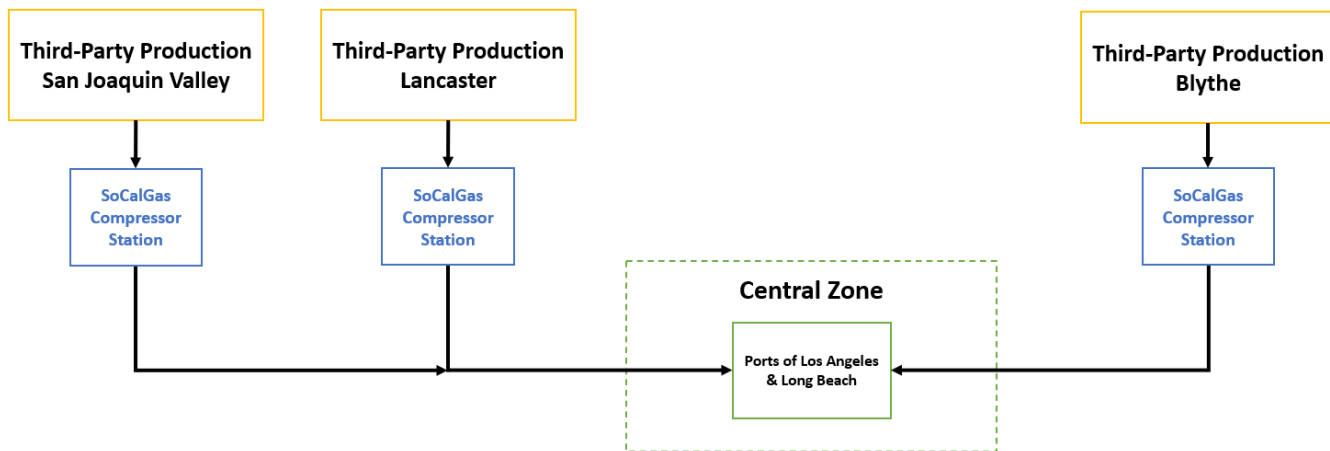 Third-Party Production
San Joaquin Valley
Third-Party Production
Lancaster
Third-Party Production
Blythe
SoCalGas
Compressor
Station
SoCalGas
Compressor
Station
SoCalGas
Compressor
Station
Central Zone
Ports of Los Angeles
& Long Beach